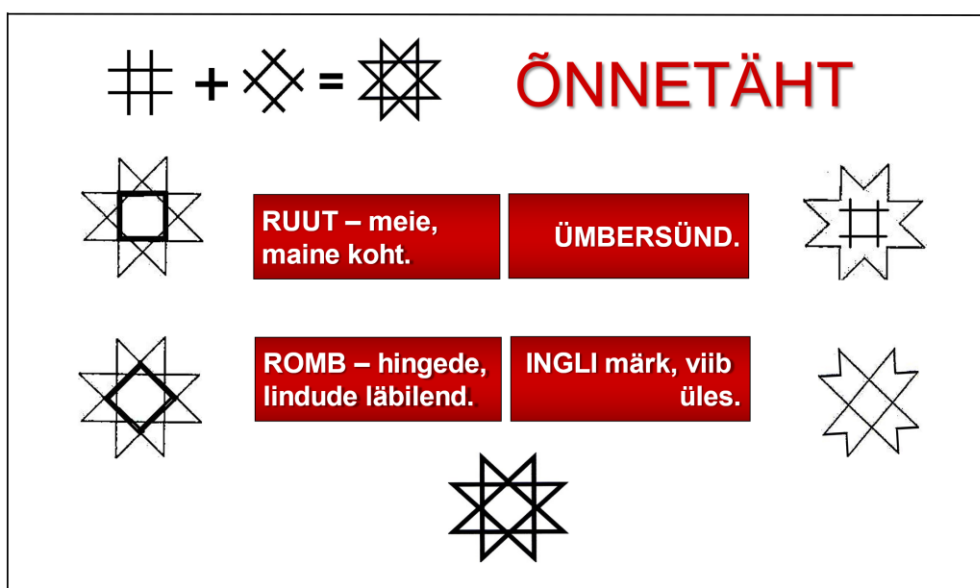 + = ÕNNETÄHT
RUUT – meie,
maine koht.
ÜMBERSÜND.
ROMB – hingede,
lindude läbilend.
INGLI märk, viib
üles.